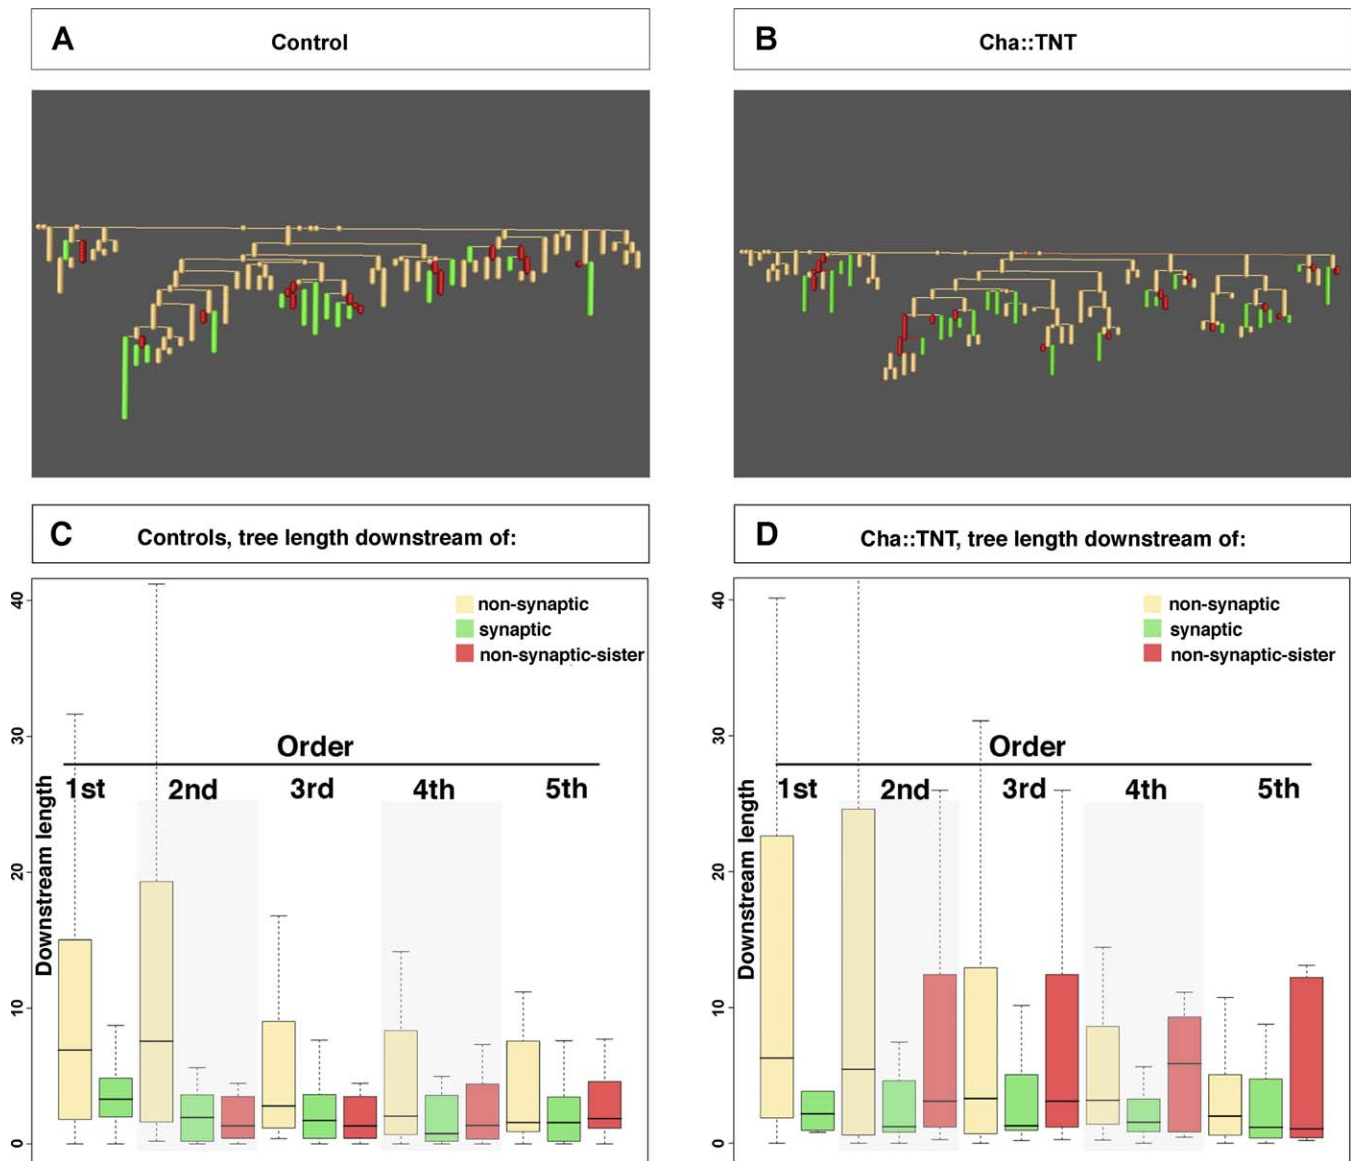 A Control
B Cha::TNT
C Controls, tree length downstream of:
D Cha::TNT, tree length downstream of:
non-synaptic
synaptic
non-synaptic-sister
Order
1st 2nd 3rd 4th 5th
Downstream length
40
30
20
10
0
non-synaptic
synaptic
non-synaptic-sister
Order
1st 2nd 3rd 4th 5th
Downstream length
40
30
20
10
0